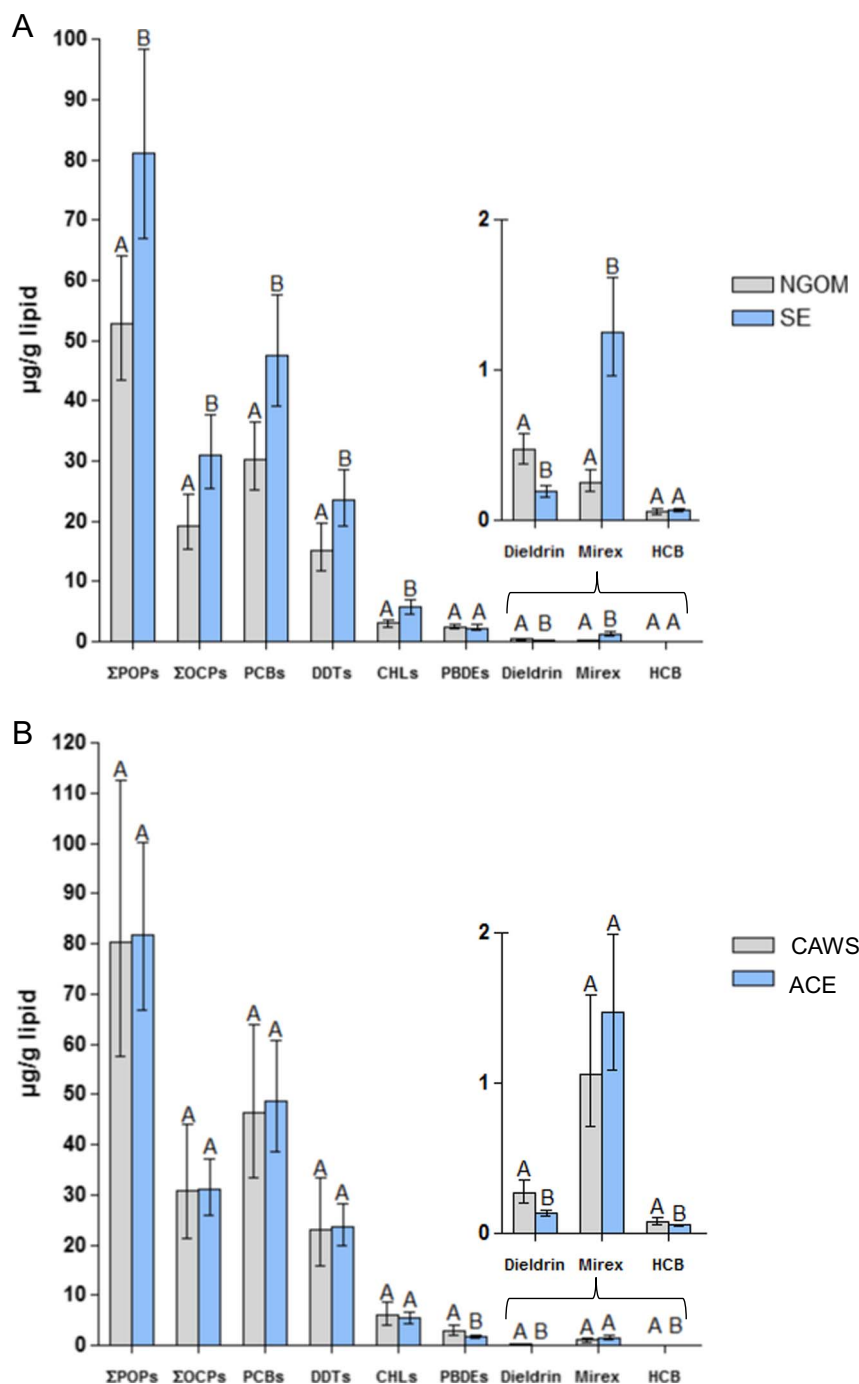 A
100
90
80
70
60
50
40
30
20
10
0
µg/g lipid
A B
A B
A B
A B
A B
A A
A B
A B
A A
ΣPOPs ΣOCPs PCBs DDTs CHLs PBDEs Dieldrin Mirex HCB
2
1
0
A B
A B
A A
Dieldrin Mirex HCB
NGOM
SE
B
120
110
100
90
80
70
60
50
40
30
20
10
0
µg/g lipid
A A
A A
A A
A A
A A
A B
A B
A A
A B
ΣPOPs ΣOCPs PCBs DDTs CHLs PBDEs Dieldrin Mirex HCB
2
1
0
A B
A A
A B
Dieldrin Mirex HCB
CAWS
ACE